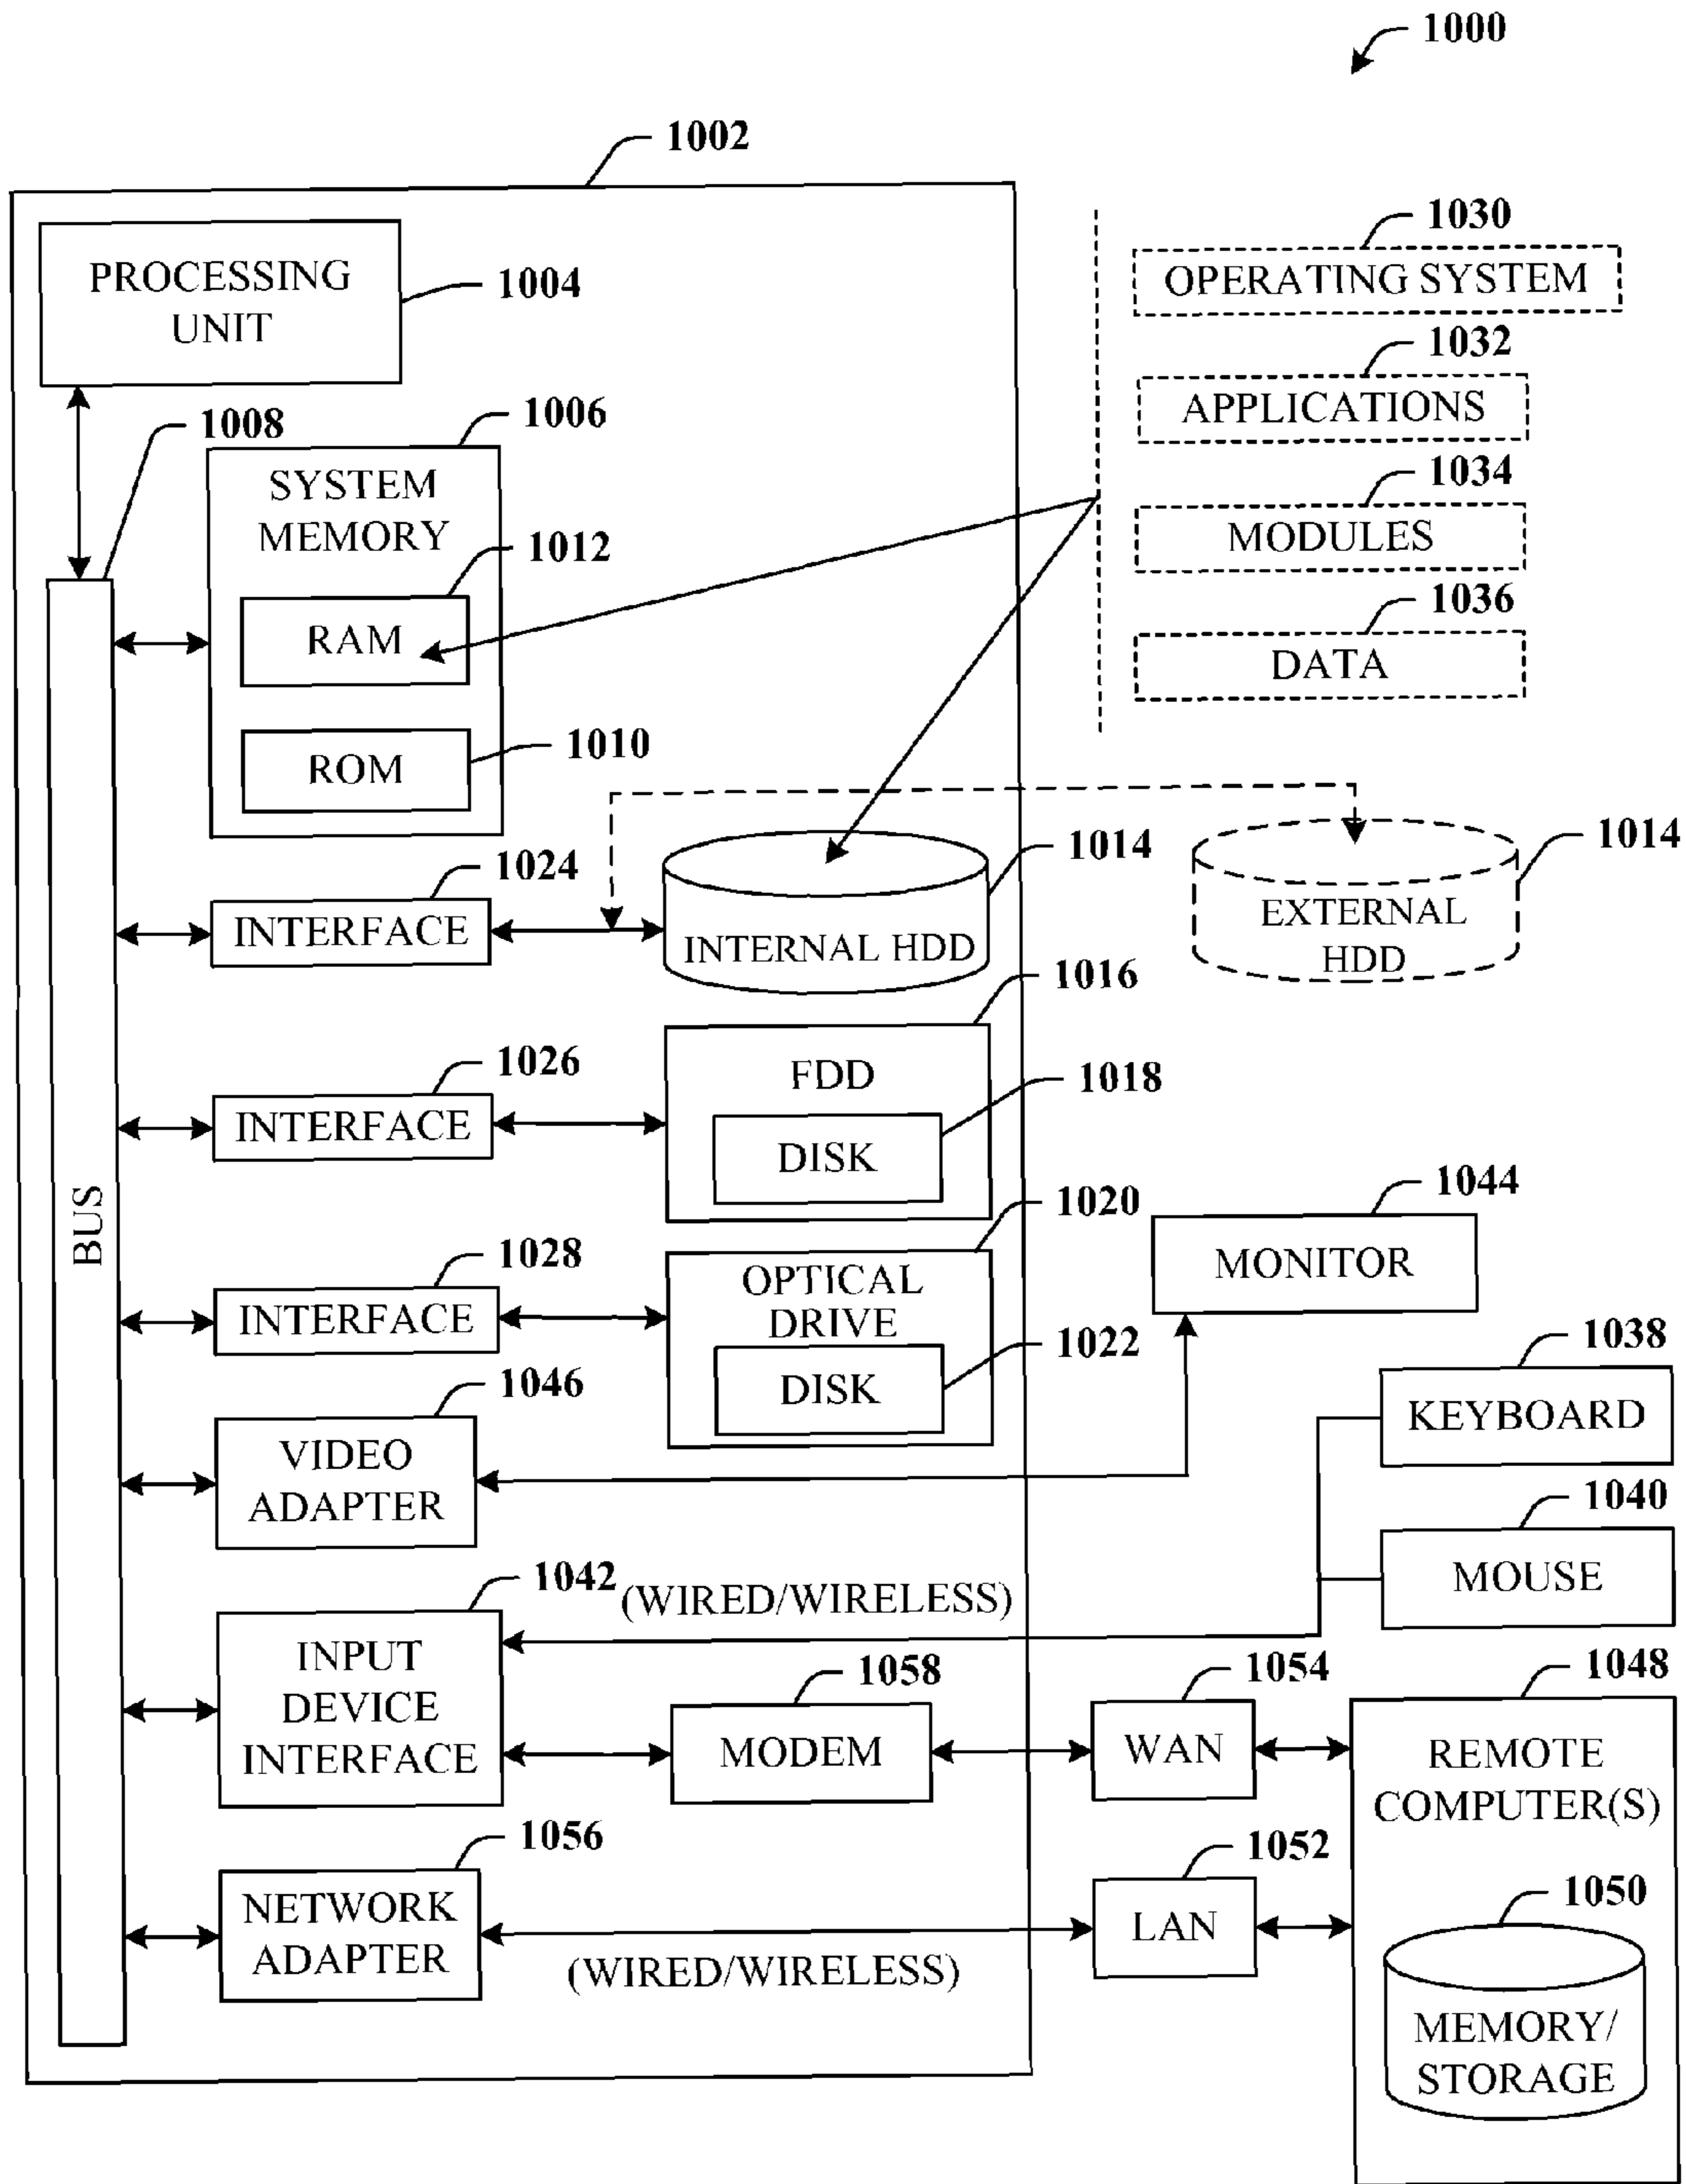 1000
1002
PROCESSING
UNIT
1004
1030
OPERATING SYSTEM
1032
APPLICATIONS
1034
MODULES
1036
DATA
1008
1006
SYSTEM
MEMORY
1012
RAM
1010
ROM
1024
INTERFACE
1014
INTERNAL HDD
1014
EXTERNAL
HDD
1026
INTERFACE
1016
FDD
1018
DISK
BUS
1028
INTERFACE
1020
OPTICAL
DRIVE
1022
DISK
1044
MONITOR
1038
KEYBOARD
1046
VIDEO
ADAPTER
1040
MOUSE
1042
(WIRED/WIRELESS)
INPUT
DEVICE
INTERFACE
1058
MODEM
1054
WAN
1048
REMOTE
COMPUTER(S)
1056
NETWORK
ADAPTER
(WIRED/WIRELESS)
1052
LAN
1050
MEMORY/
STORAGE